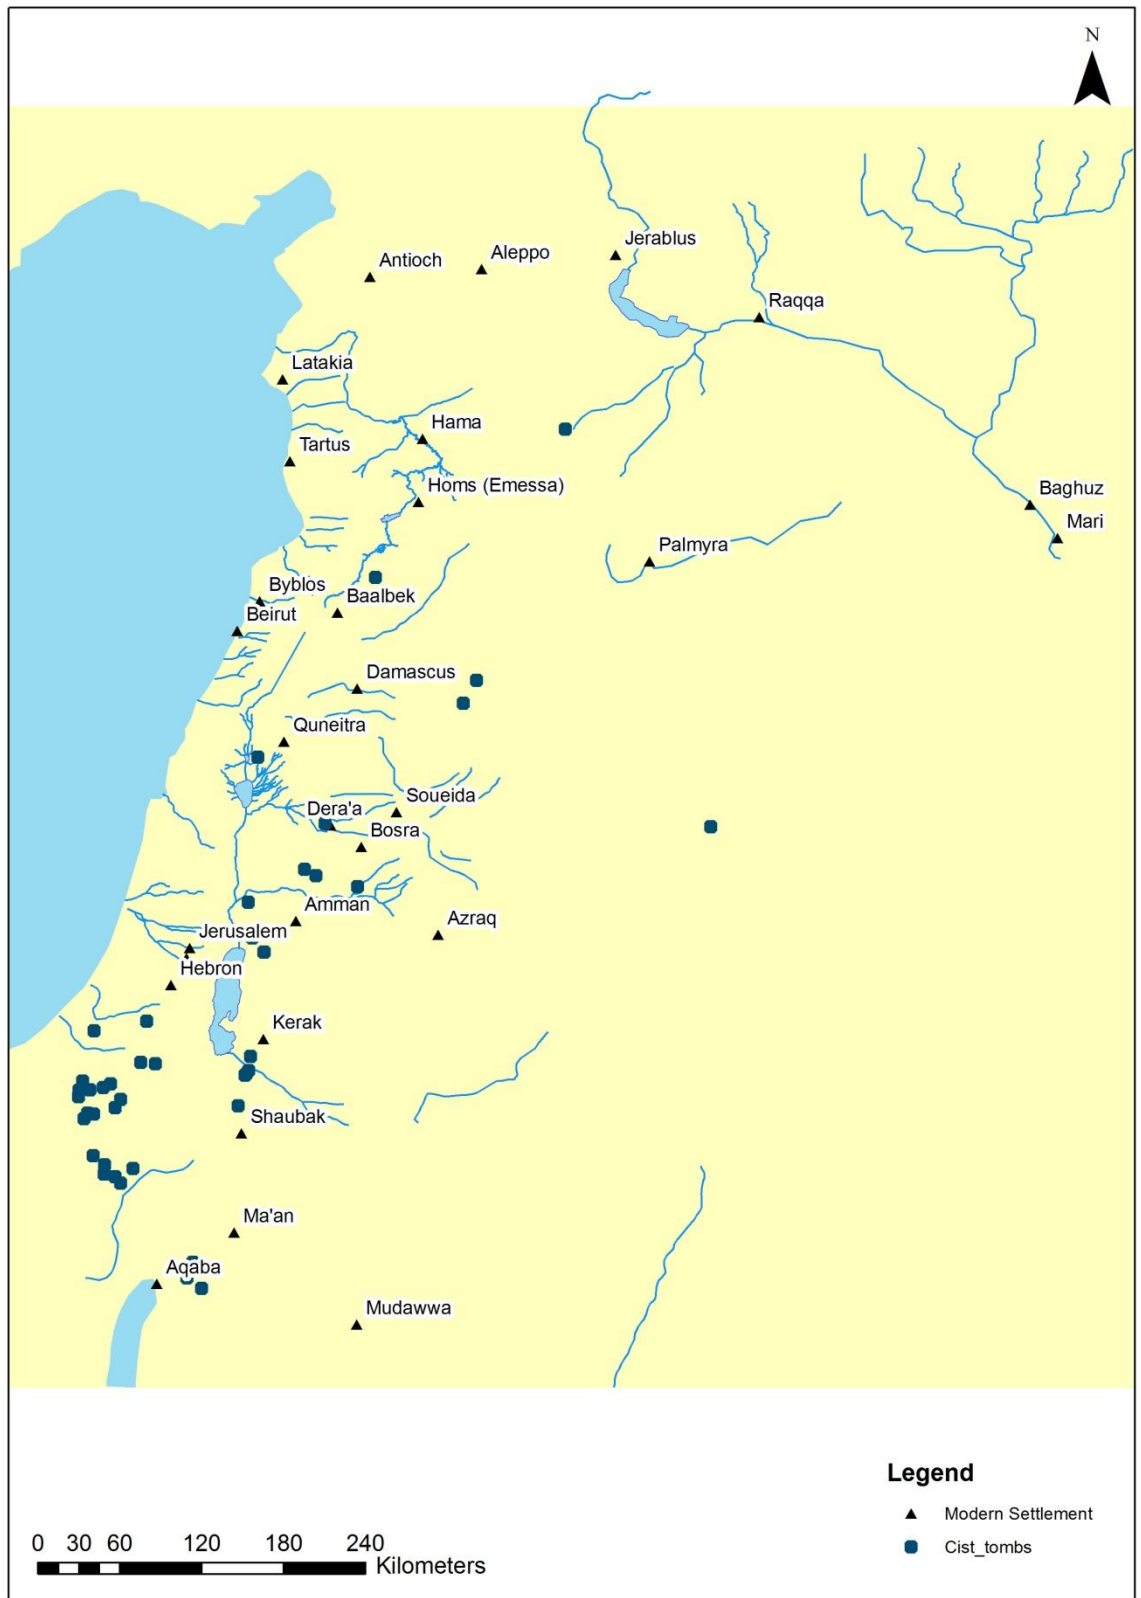 N
Jerablus
Aleppo
Antioch
Raqqa
Latakia
Hama
Tartus
Homs (Emessa)
Baghuz
Mari
Palmyra
Byblos
Baalbek
Beirut
Damascus
Quneitra
Soueida
Dera'a
Bosra
Amman
Azraq
Jerusalem
Hebron
Kerak
Shaubak
Ma'an
Aqaba
Mudawwa
Legend
Modern Settlement
Cist_tombs
0 30 60 120 180 240
Kilometers